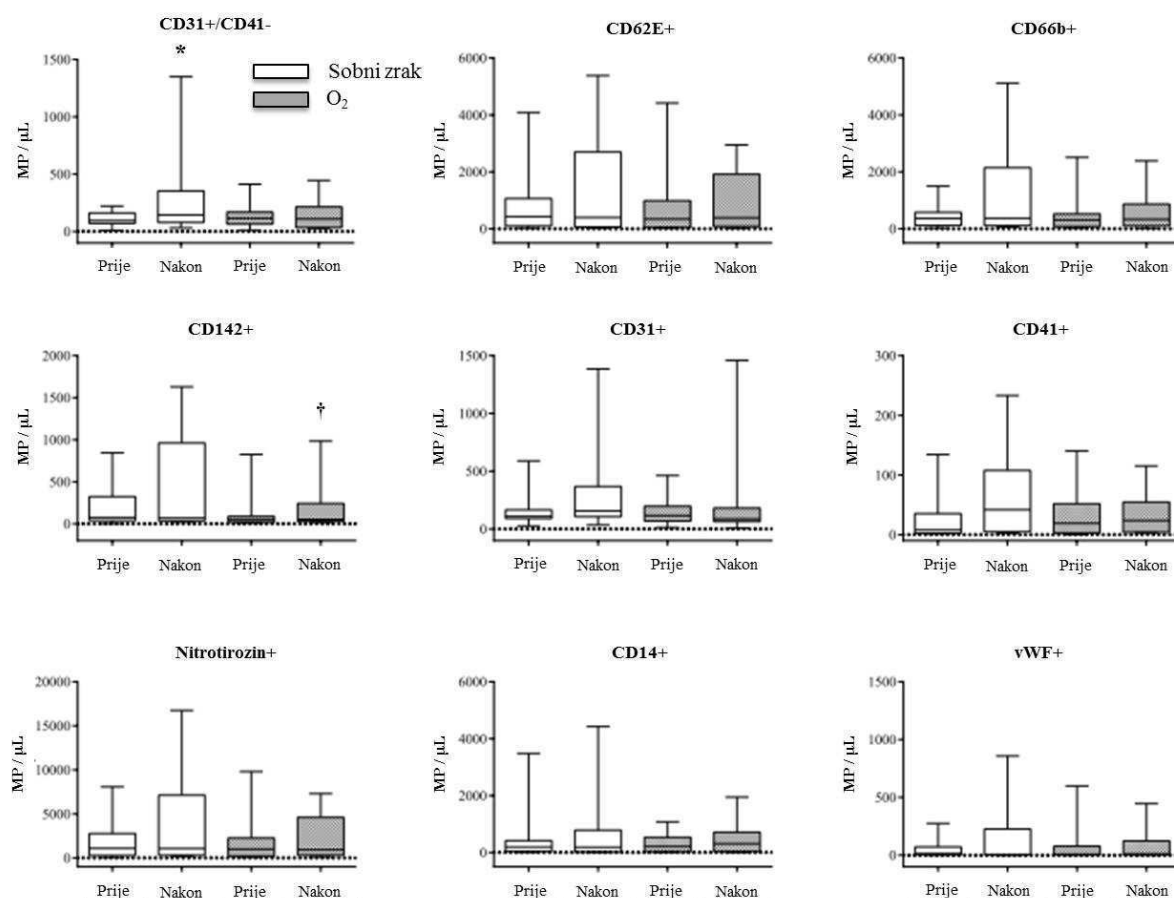 CD31+/CD41-
CD62E+
CD66b+
*
Sobni zrak
O₂
MP / μL
1500
1000
500
0
Prije Nakon Prije Nakon
MP / μL
6000
4000
2000
0
Prije Nakon Prije Nakon
MP / μL
6000
4000
2000
0
Prije Nakon Prije Nakon
CD142+
CD31+
CD41+
†
MP / μL
2000
1500
1000
500
0
Prije Nakon Prije Nakon
MP / μL
1500
1000
500
0
Prije Nakon Prije Nakon
MP / μL
300
200
100
0
Prije Nakon Prije Nakon
Nitrotirozin+
CD14+
vWF+
MP / μL
20000
15000
10000
5000
0
Prije Nakon Prije Nakon
MP / μL
6000
4000
2000
0
Prije Nakon Prije Nakon
MP / μL
1500
1000
500
0
Prije Nakon Prije Nakon